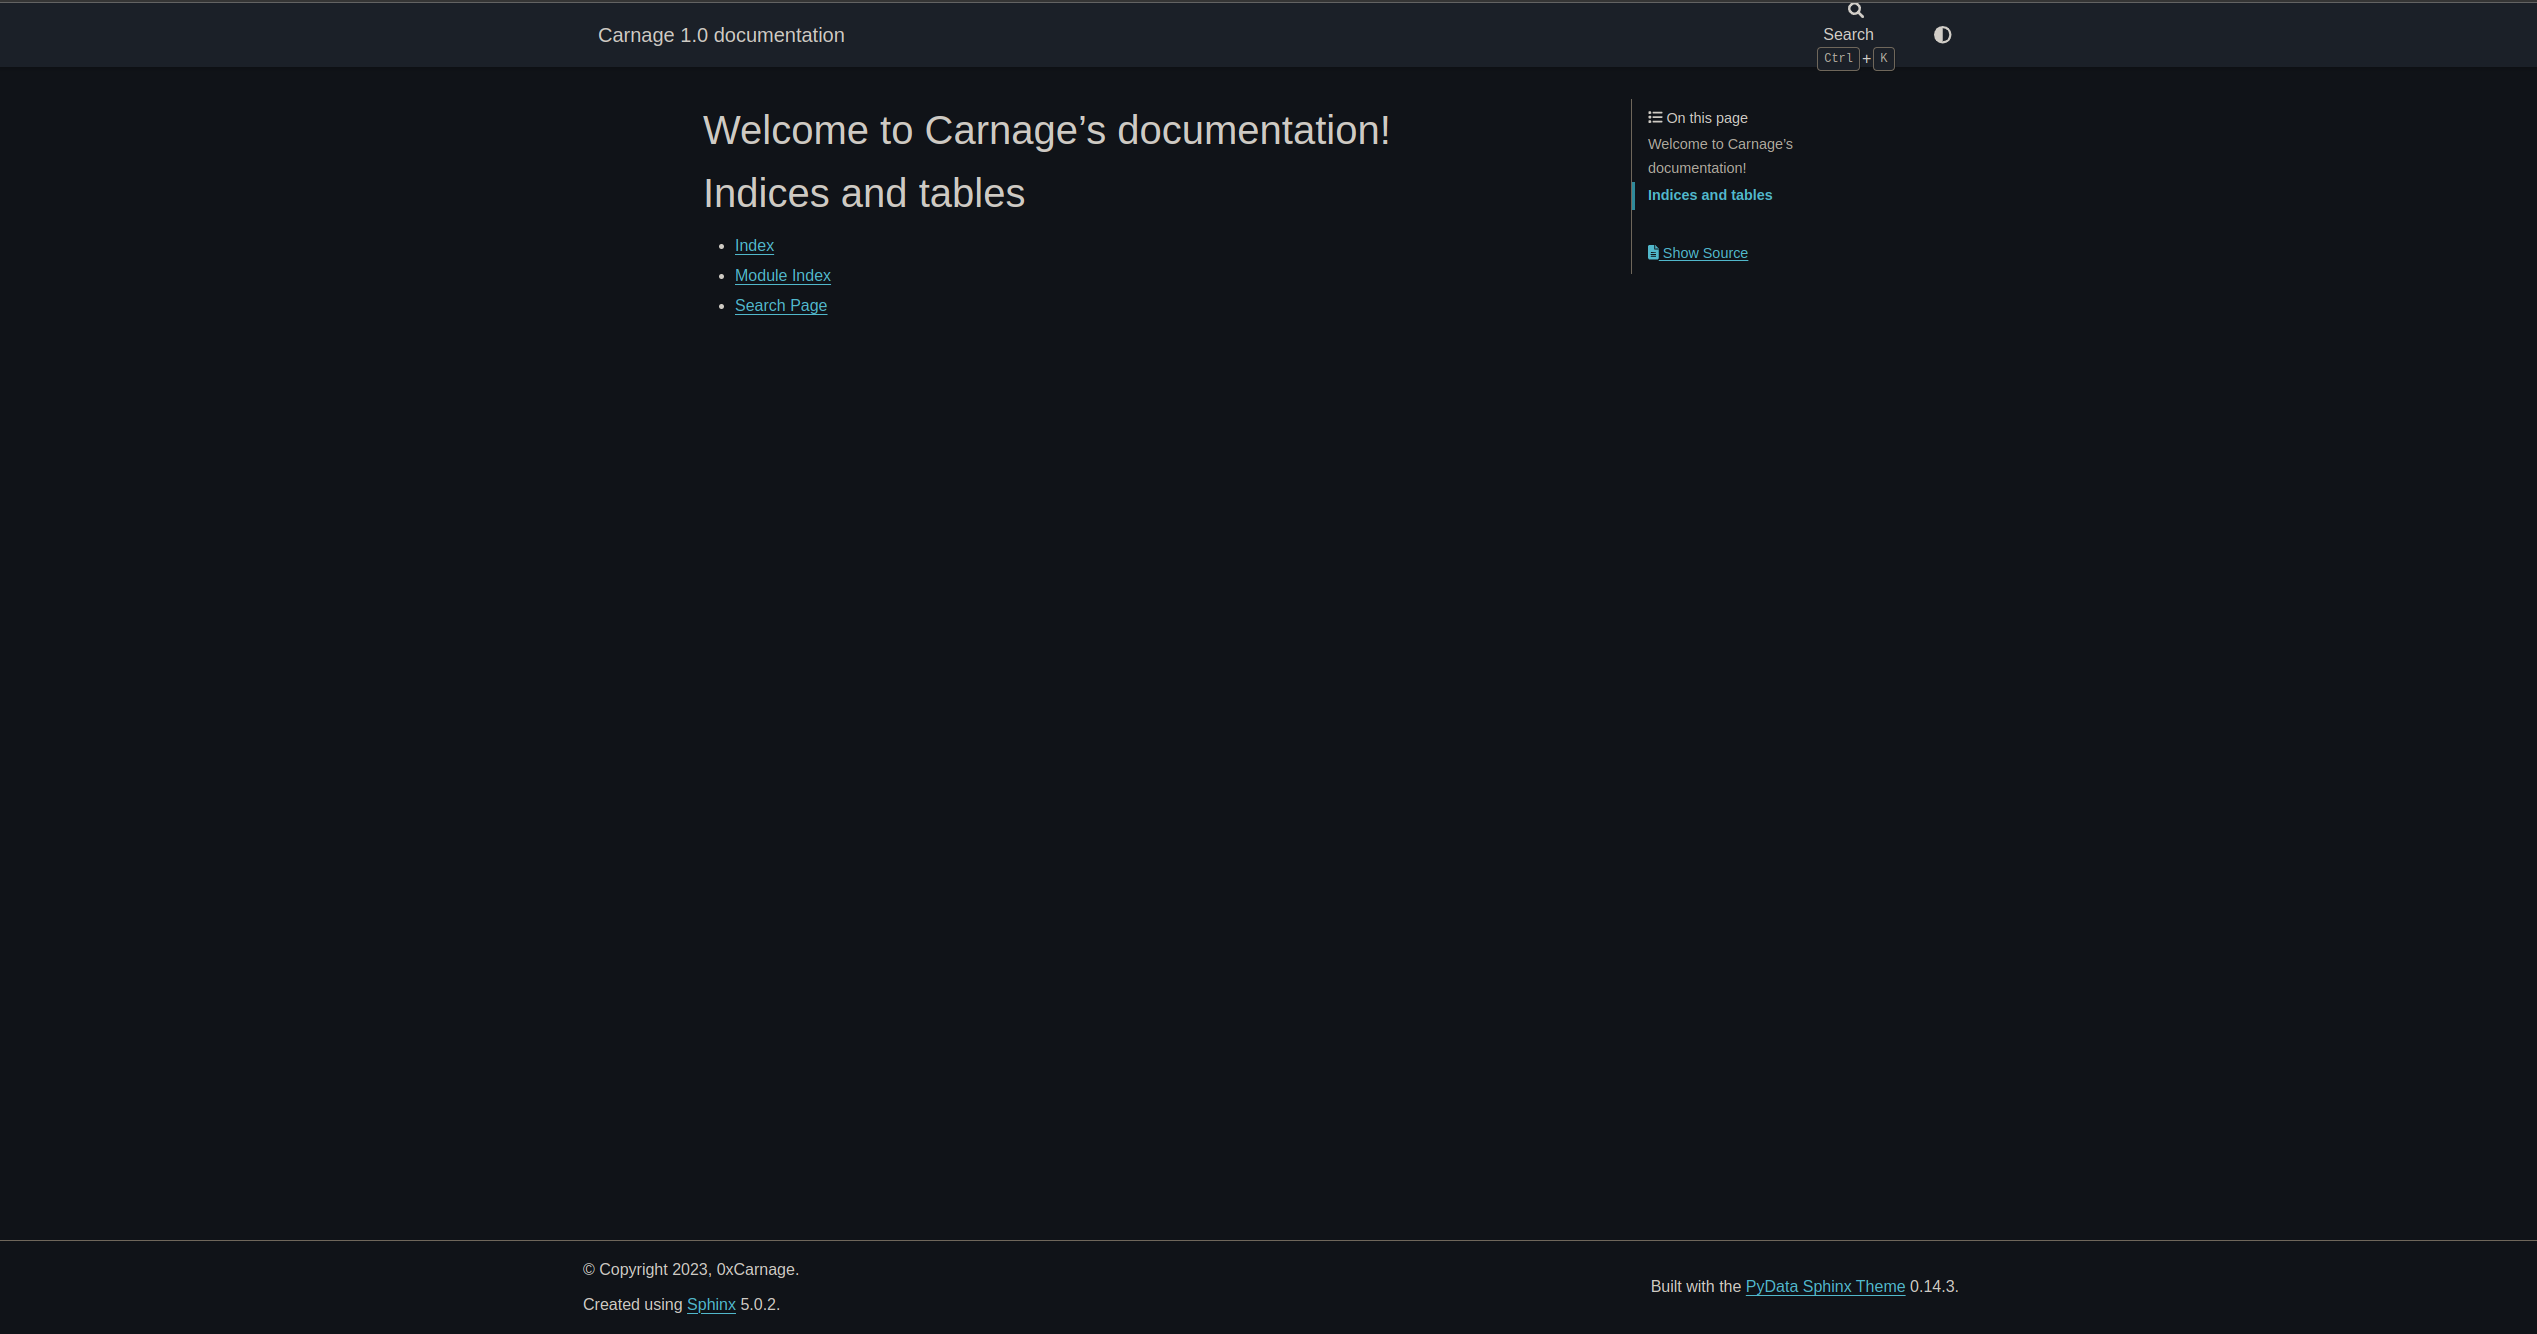 Carnage 1.0 documentation
Search
Ctrl + K
Welcome to Carnage’s documentation!
Indices and tables
Index
Module Index
Search Page
On this page
Welcome to Carnage’s
documentation!
Indices and tables
Show Source
© Copyright 2023, 0xCarnage.
Created using Sphinx 5.0.2.
Built with the PyData Sphinx Theme 0.14.3.